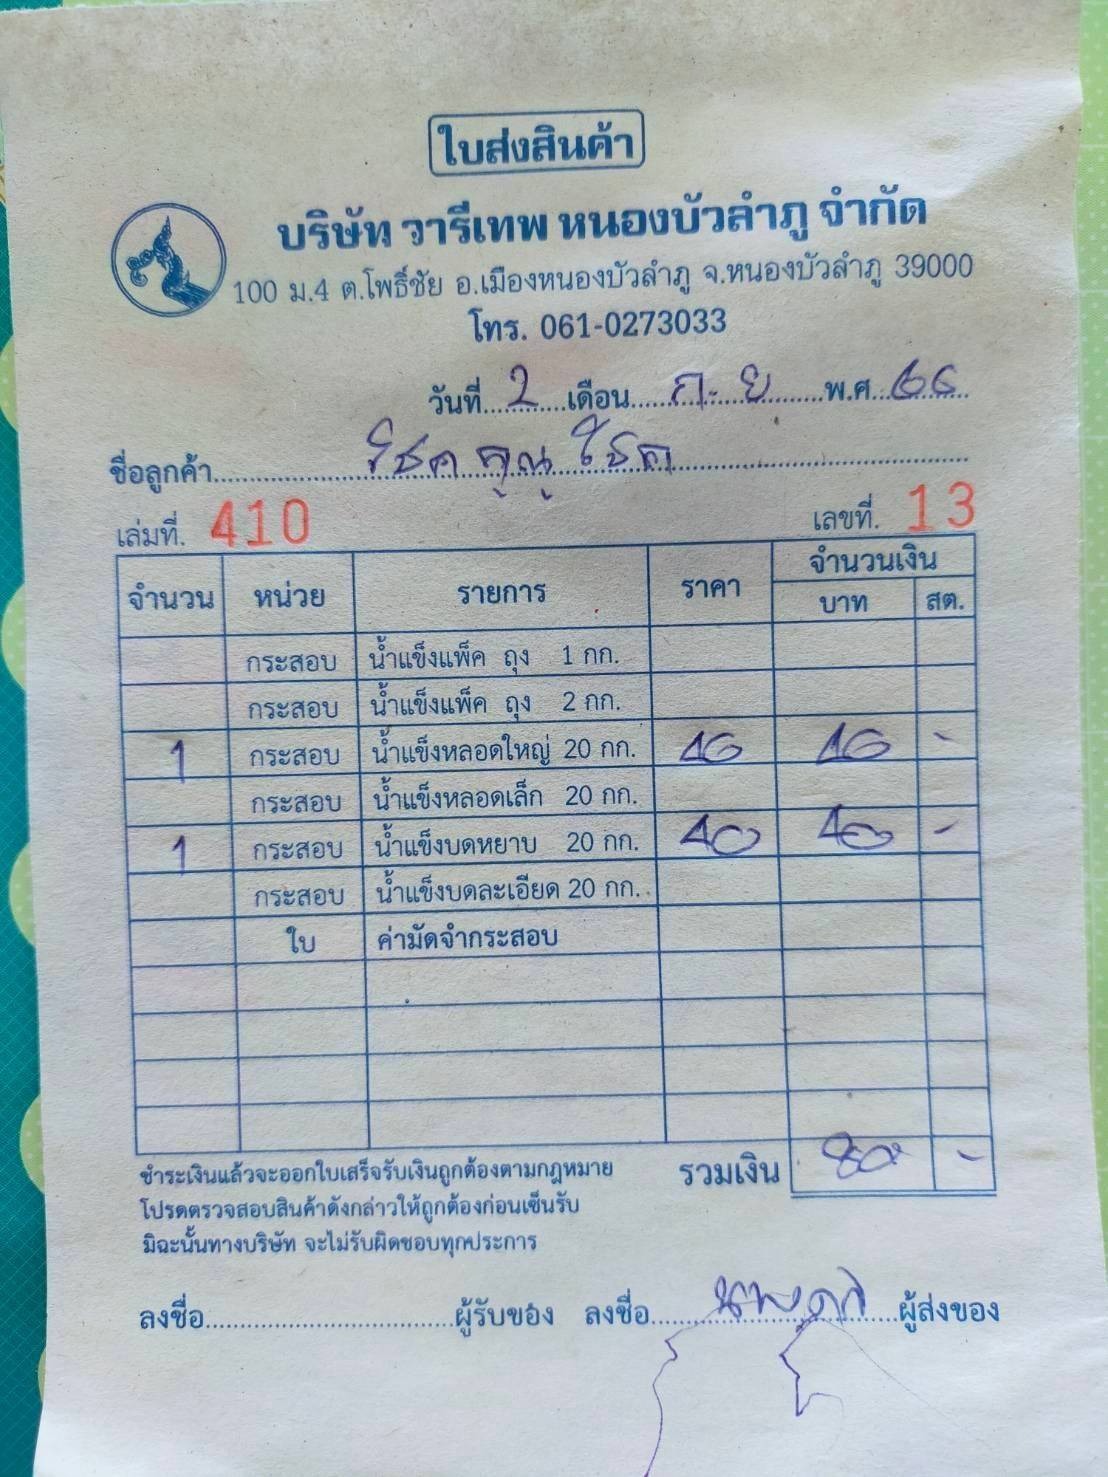 ใบส่งสินค้า
บริษัท วารีเทพ หนองบัวลำภู จำกัด
100 ม.4 ต.โพธิ์ชัย อ.เมืองหนองบัวลำภู จ.หนองบัวลำภู 39000
โทร. 061-0273033
วันที่ 2 เดือน ก.ย พ.ศ 66
ชื่อลูกค้า โชค คูณ โชค
เล่มที่. 410 เลขที่. 13
จำนวน หน่วย รายการ ราคา จำนวนเงิน
บาท สต.
กระสอบ น้ำแข็งแพ็ค ถุง 1 กก.
กระสอบ น้ำแข็งแพ็ค ถุง 2 กก.
1 กระสอบ น้ำแข็งหลอดใหญ่ 20 กก. 40 40 -
กระสอบ น้ำแข็งหลอดเล็ก 20 กก.
1 กระสอบ น้ำแข็งบดหยาบ 20 กก. 40 40 -
กระสอบ น้ำแข็งบดละเอียด 20 กก.
ใบ ค่ามัดจำกระสอบ
ชำระเงินแล้วจะออกใบเสร็จรับเงินถูกต้องตามกฎหมาย รวมเงิน 80 -
โปรดตรวจสอบสินค้าดังกล่าวให้ถูกต้องก่อนเซ็นรับ
มิฉะนั้นทางบริษัท จะไม่รับผิดชอบทุกประการ
ลงชื่อ ผู้รับของ ลงชื่อ ผู้ส่งของ